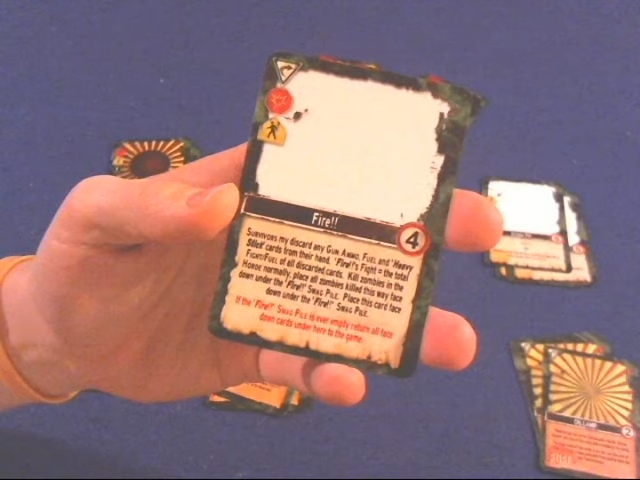 Fire!!
4
Survivors my discard any Gun, Ammo, Fuel and 'Heavy
Stick' cards from their hand. 'Fire!!'s Fight = the total
Fight/Fuel of all discarded cards. Kill zombies in the
Horde normally, place all zombies killed this way face
down under the 'Fire!!' Swag Pile. Place this card face
down under the 'Fire!!' Swag Pile.
If the 'Fire!!' Swag Pile is ever empty return all face
down cards under here to the game.
2